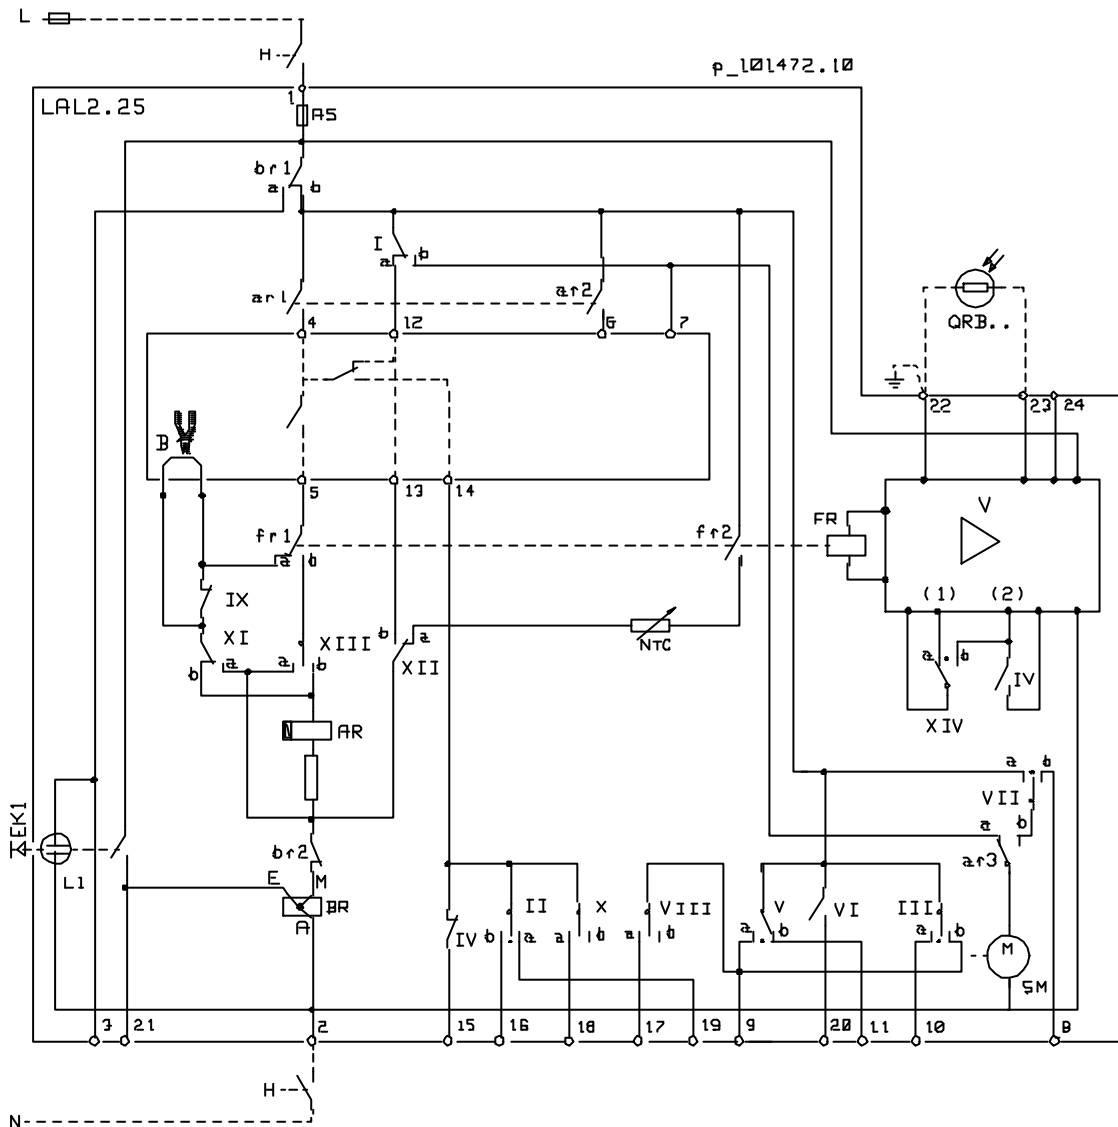 L
H
p_101472.10
LAL2.25
1
AS
br1
a b
I
b
a
ar1
ar2
4
12
6
7
QRB..
22
23
24
B
5
13
14
V
FR
fr1
fr2
a b
(1)
(2)
IX
XI
XIII
b
a
XII
NTC
a
a
b
b
a
b
IV
XIV
AR
a
b
VII
EK1
a
b
ar3
L1
br2
E
M
BR
A
IV
b
II
a
X
b
VIII
a
b
V
a
b
VI
III
a
b
M
SM
3
21
2
15
16
18
17
19
9
20
11
10
8
H
N